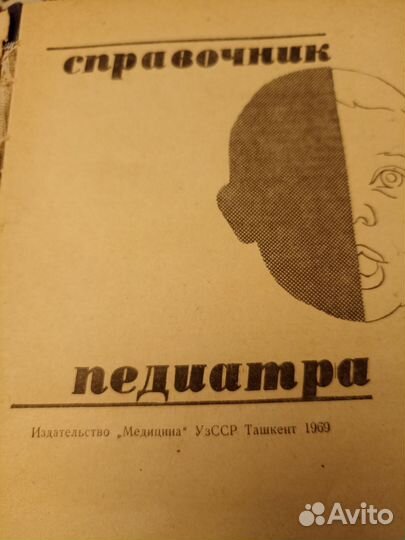 справочник
педиатра
Издательство „Медицина“ УзССР Ташкент 1969
Avito